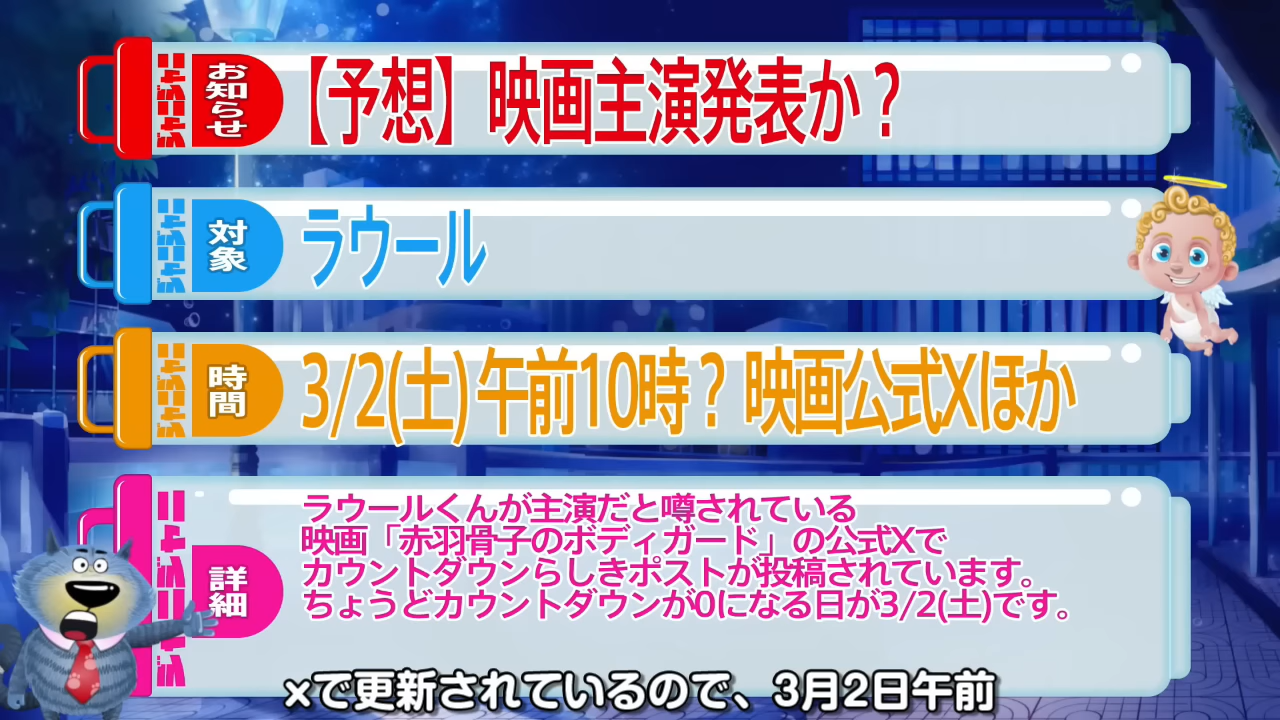 お知らせ
【予想】映画主演発表か？
対象
ラウール
時間
3/2(土)午前10時？映画公式Xほか
詳細
ラウールくんが主演だと噂されている
映画「赤羽骨子のボディガード」の公式Xで
カウントダウンらしきポストが投稿されています。
ちょうどカウントダウンが0になる日が3/2(土)です。
xで更新されているので、3月2日午前